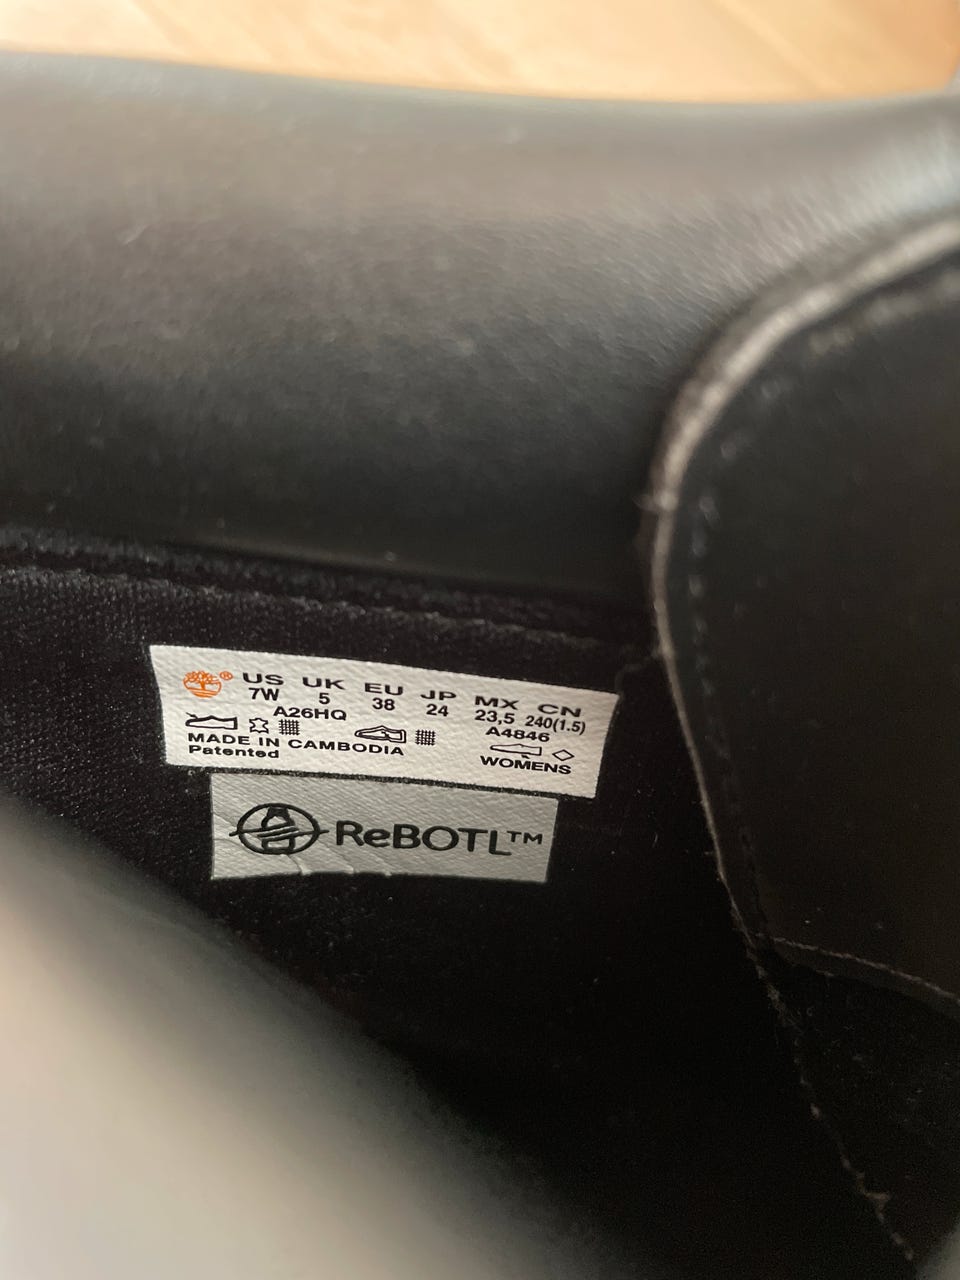 ® US UK EU JP MX CN
7W 5 38 24 23,5 240(1.5)
A26HQ A4846
MADE IN CAMBODIA
Patented WOMENS
ReBOTL™